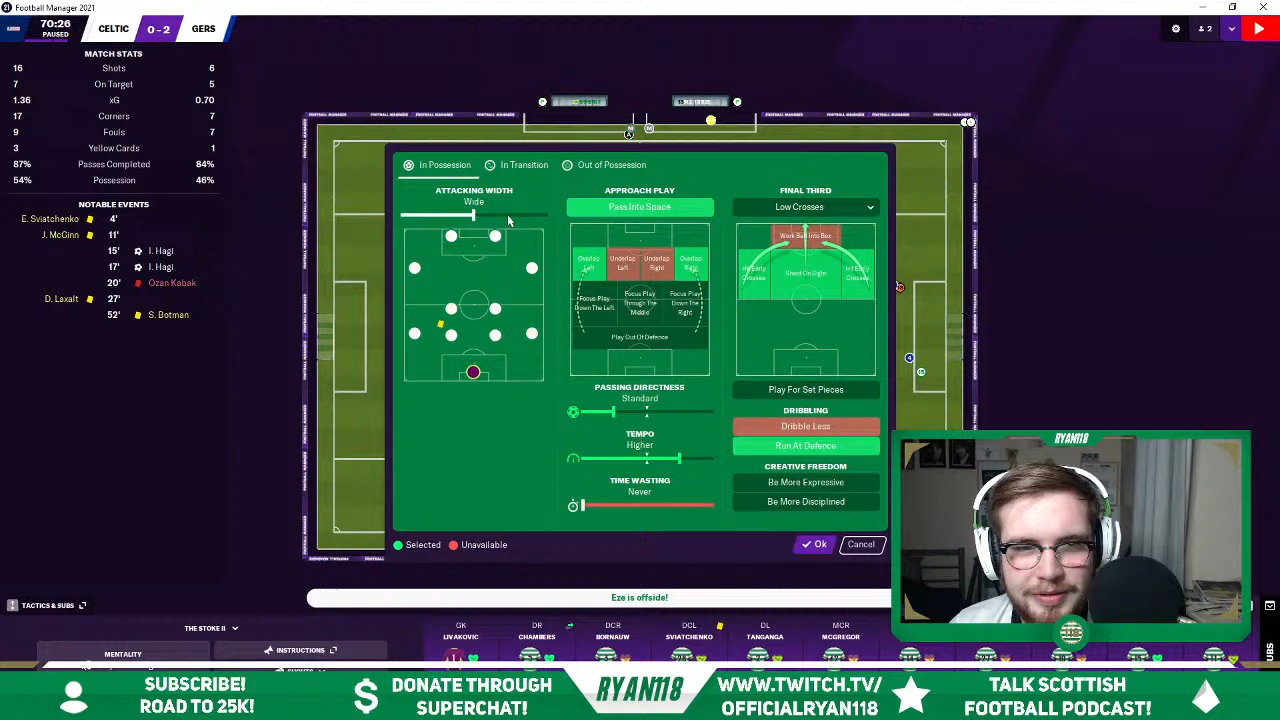 Football Manager 2021
70:26
PAUSED
CELTIC
0 - 2
GERS
2
MATCH STATS
16 Shots 6
7 On Target 5
1.36 xG 0.70
17 Corners 7
9 Fouls 7
3 Yellow Cards 1
87% Passes Completed 84%
54% Possession 46%
NOTABLE EVENTS
E. Sviatchenko 4'
J. McGinn 11'
15' I. Hagi
17' I. Hagi
20' Ozan Kabak
D. Laxalt 27'
52' S. Botman
In Possession
In Transition
Out of Possession
ATTACKING WIDTH
Wide
APPROACH PLAY
Pass Into Space
Overlap Left
Underlap Left
Underlap Right
Overlap Right
Focus Play Down The Left
Focus Play Through The Middle
Focus Play Down The Right
Play Out Of Defence
PASSING DIRECTNESS
Standard
TEMPO
Higher
TIME WASTING
Never
FINAL THIRD
Low Crosses
Work Ball Into Box
Hit Early Crosses
Shoot On Sight
Hit Early Crosses
Play For Set Pieces
DRIBBLING
Dribble Less
Run At Defence
CREATIVE FREEDOM
Be More Expressive
Be More Disciplined
Selected
Unavailable
Ok
Cancel
Eze is offside!
TACTICS & SUBS
THE STOKE II
MENTALITY
INSTRUCTIONS
GK
LIVAKOVIC
DR
CHAMBERS
DCR
BORNAUW
DCL
SVIATCHENKO
DL
TANGANGA
MCR
MCGREGOR
RYAN118
SUBSCRIBE!
ROAD TO 25K!
DONATE THROUGH
SUPERCHAT!
RYAN118
WWW.TWITCH.TV/
OFFICIALRYAN118
TALK SCOTTISH
FOOTBALL PODCAST!